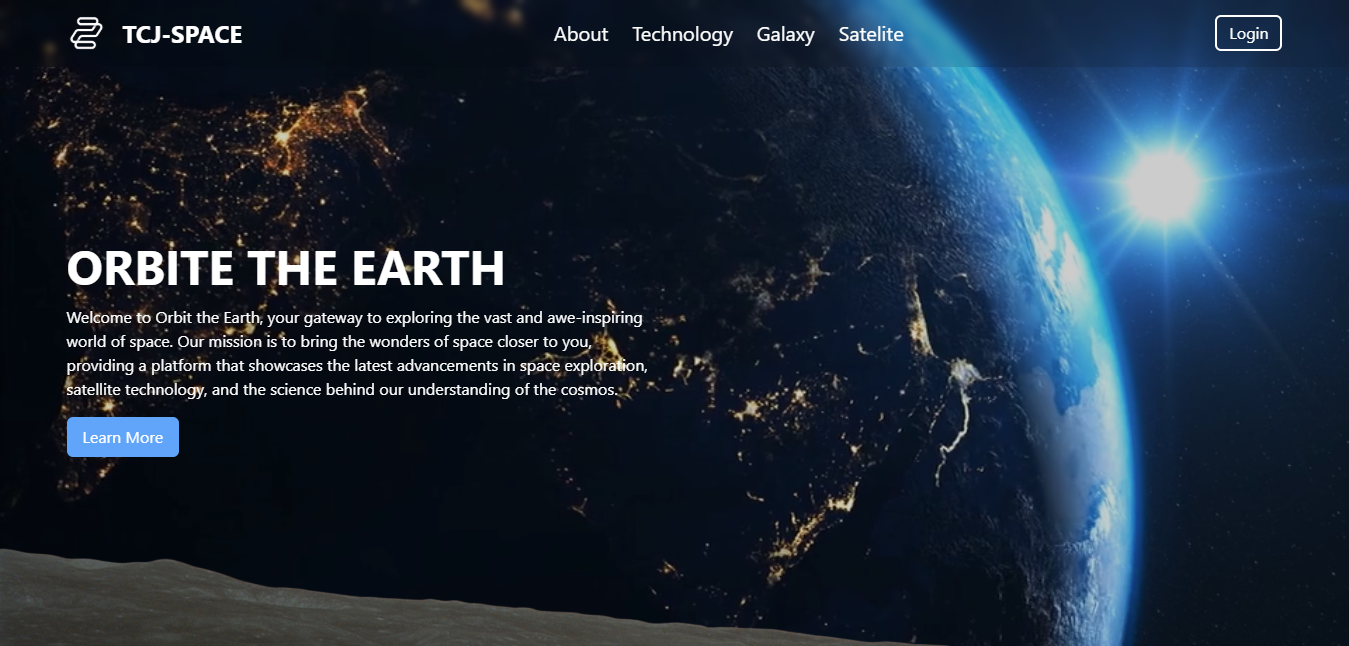 TCJ-SPACE
About
Technology
Galaxy
Satelite
Login
ORBITE THE EARTH
Welcome to Orbit the Earth, your gateway to exploring the vast and awe-inspiring
world of space. Our mission is to bring the wonders of space closer to you,
providing a platform that showcases the latest advancements in space exploration,
satellite technology, and the science behind our understanding of the cosmos.
Learn More